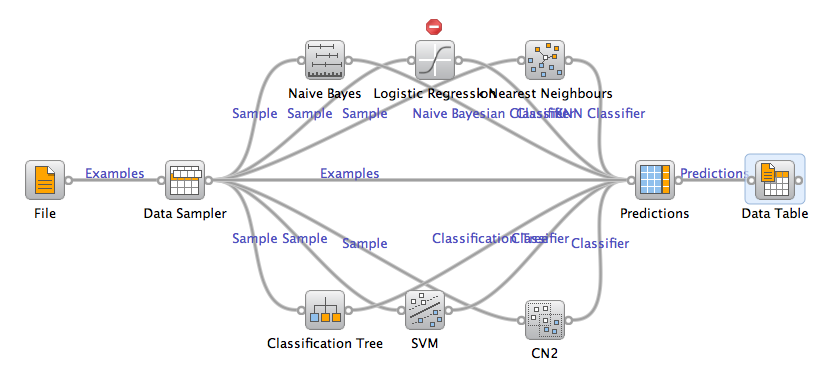 Naive Bayes
Logistic Regression
k Nearest Neighbours
Sample
Sample
Sample
Naive Bayesian Classifier
Classifier
KNN Classifier
Examples
Examples
Predictions
File
Data Sampler
Predictions
Data Table
Sample
Sample
Sample
Classification Tree
Classifier
Classifier
Classification Tree
SVM
CN2